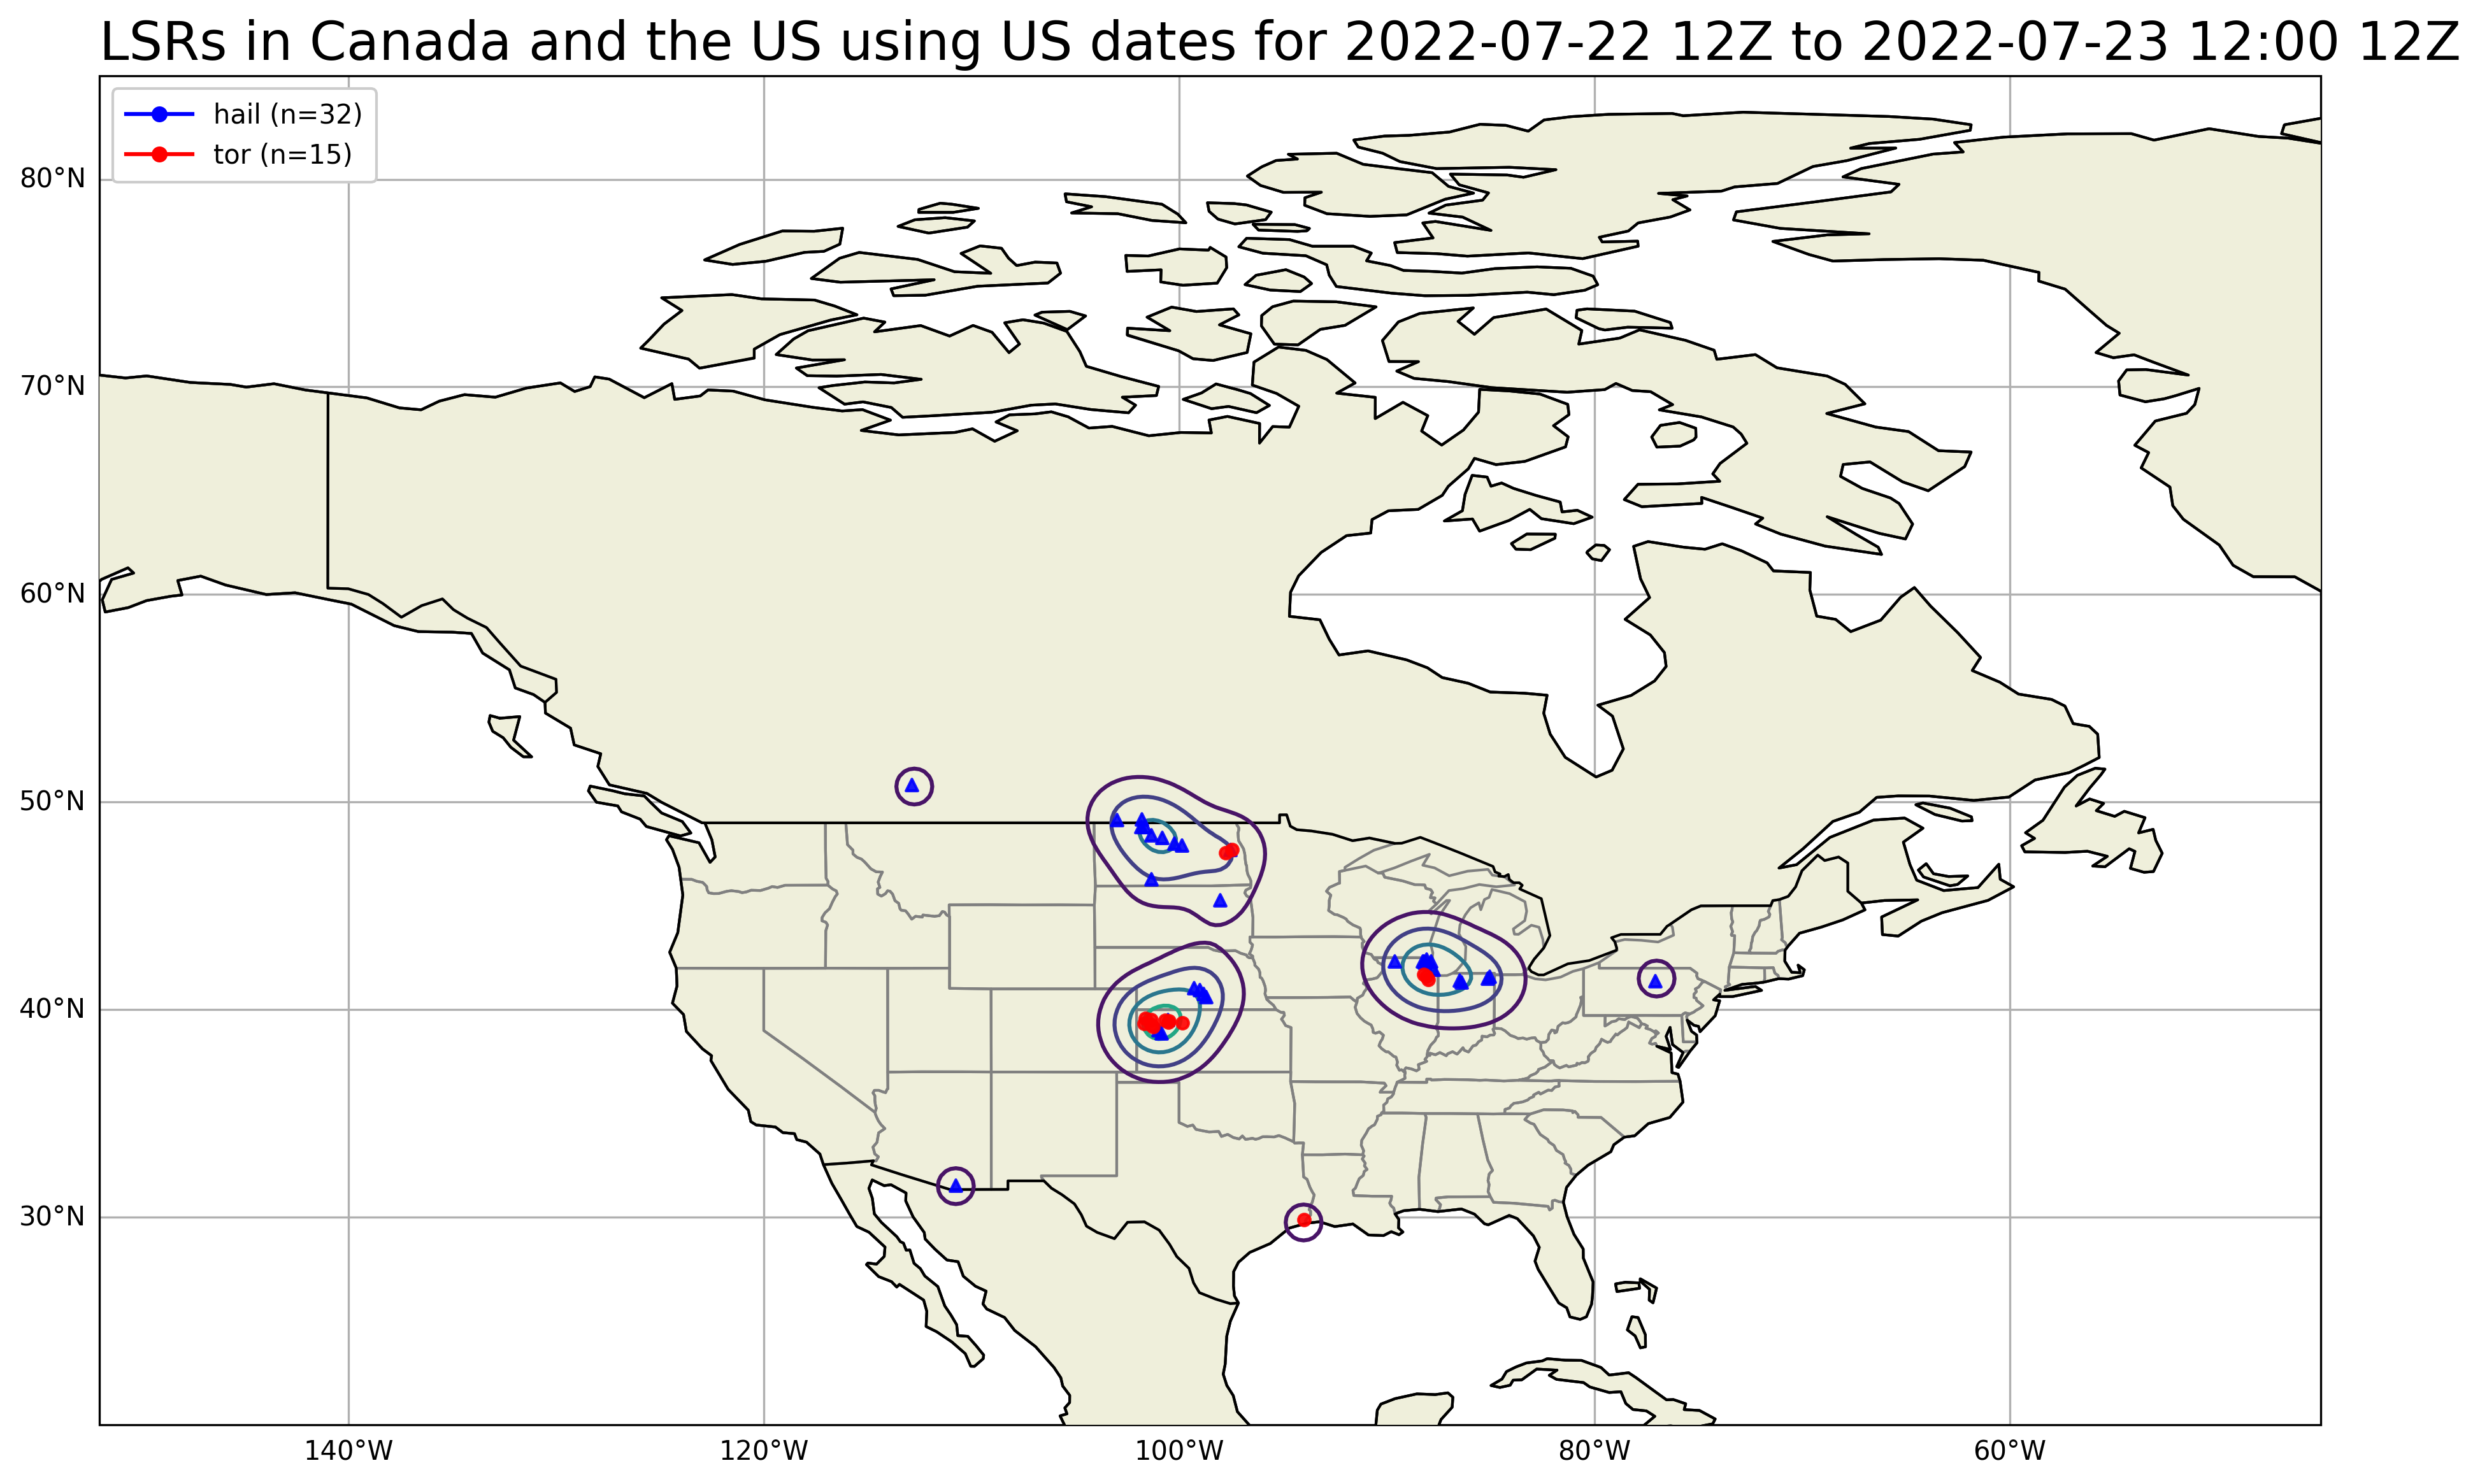 LSRs in Canada and the US using US dates for 2022-07-22 12Z to 2022-07-23 12:00 12Z
hail (n=32)
tor (n=15)
80°N
70°N
60°N
50°N
40°N
30°N
140°W 120°W 100°W 80°W 60°W